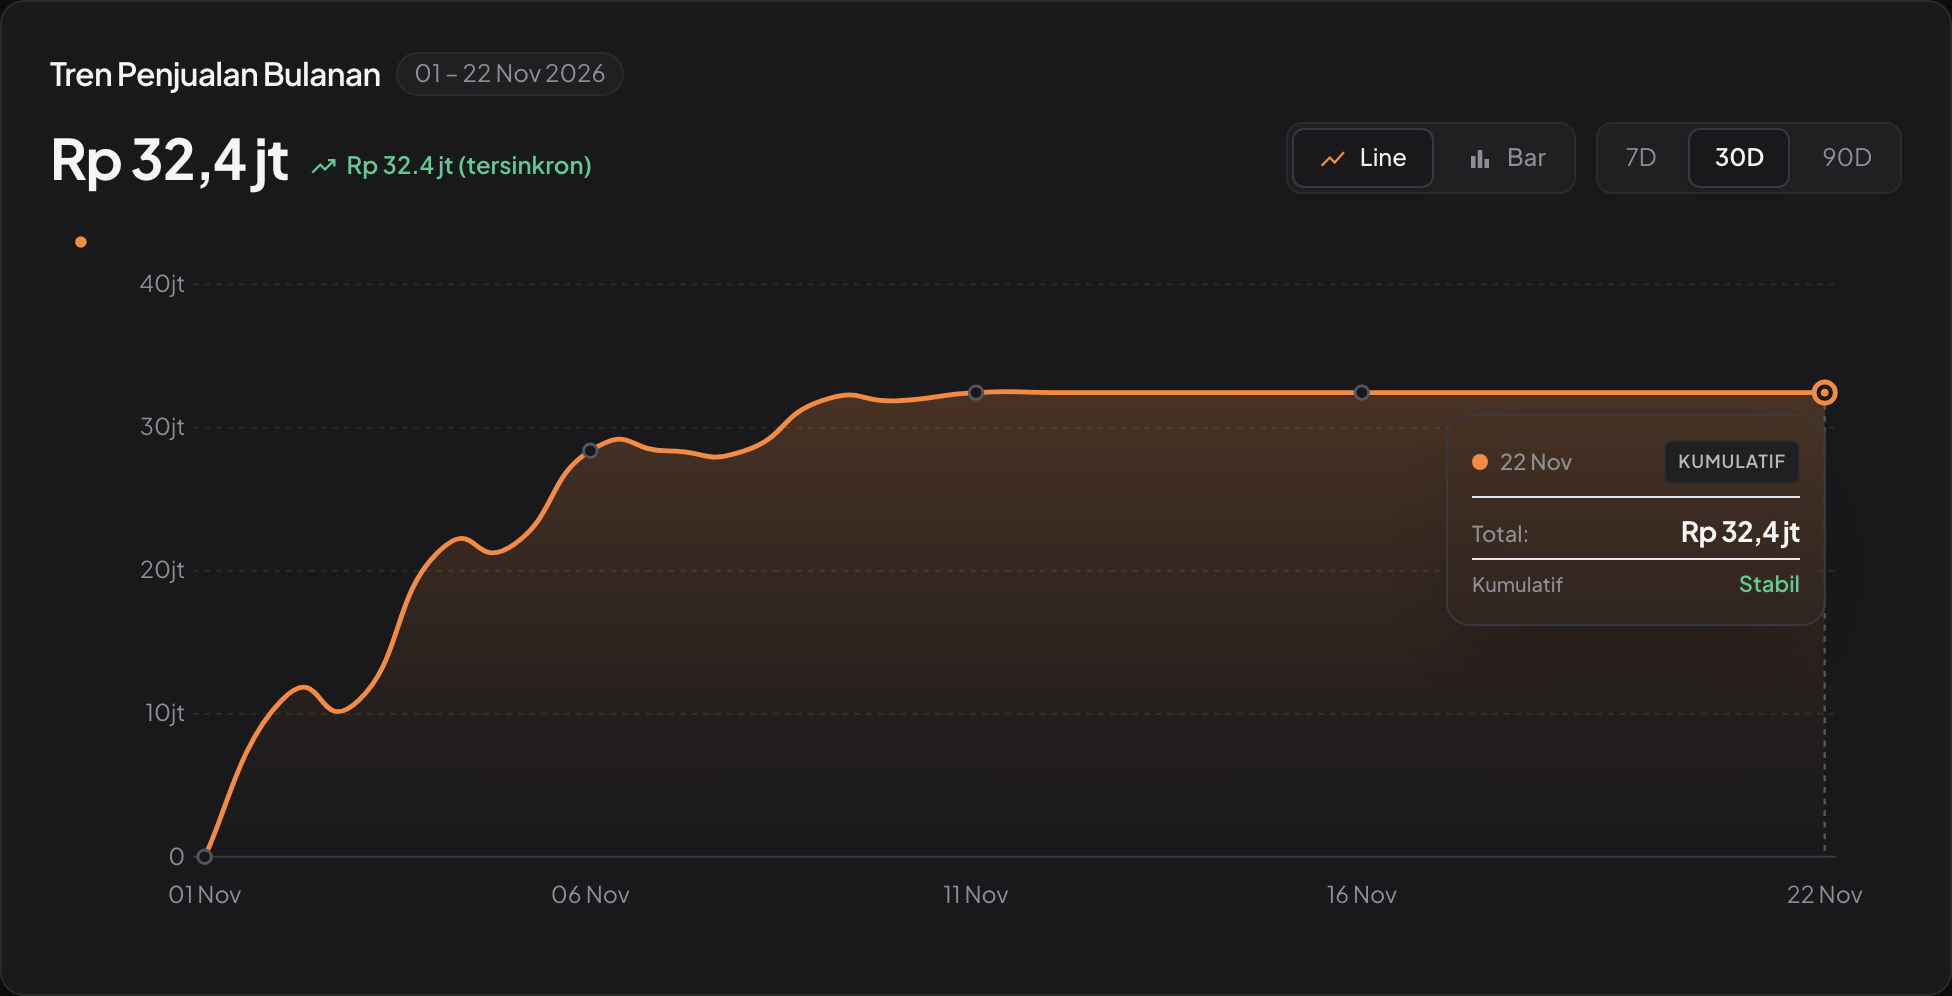 Tren Penjualan Bulanan 01 – 22 Nov 2026
Rp 32,4 jt Rp 32.4 jt (tersinkron) Line Bar 7D 30D 90D
40jt
30jt
20jt
10jt
0
22 Nov KUMULATIF
Total: Rp 32,4 jt
Kumulatif Stabil
01 Nov 06 Nov 11 Nov 16 Nov 22 Nov